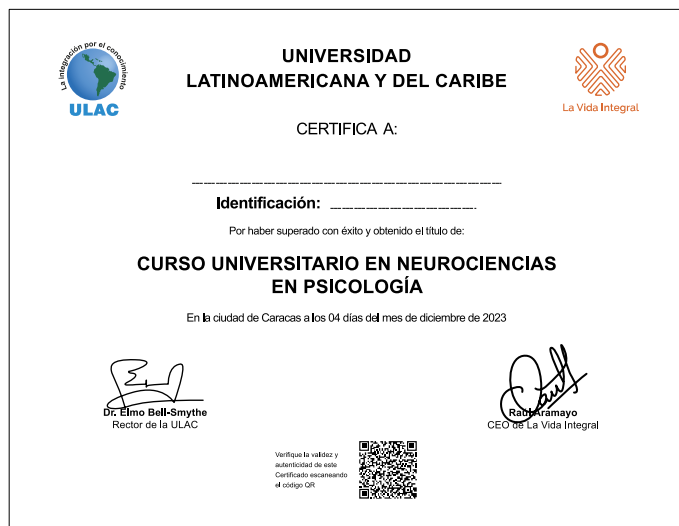 La integración por el conocimiento
ULAC
UNIVERSIDAD
LATINOAMERICANA Y DEL CARIBE
La Vida Integral
CERTIFICA A:
Identificación:
Por haber superado con éxito y obtenido el título de:
CURSO UNIVERSITARIO EN NEUROCIENCIAS
EN PSICOLOGÍA
En la ciudad de Caracas a los 04 días del mes de diciembre de 2023
Dr. Elmo Bell-Smythe
Rector de la ULAC
Raúl Aramayo
CEO de La Vida Integral
Verifique la validez y
autenticidad de este
Certificado escaneando
el código QR